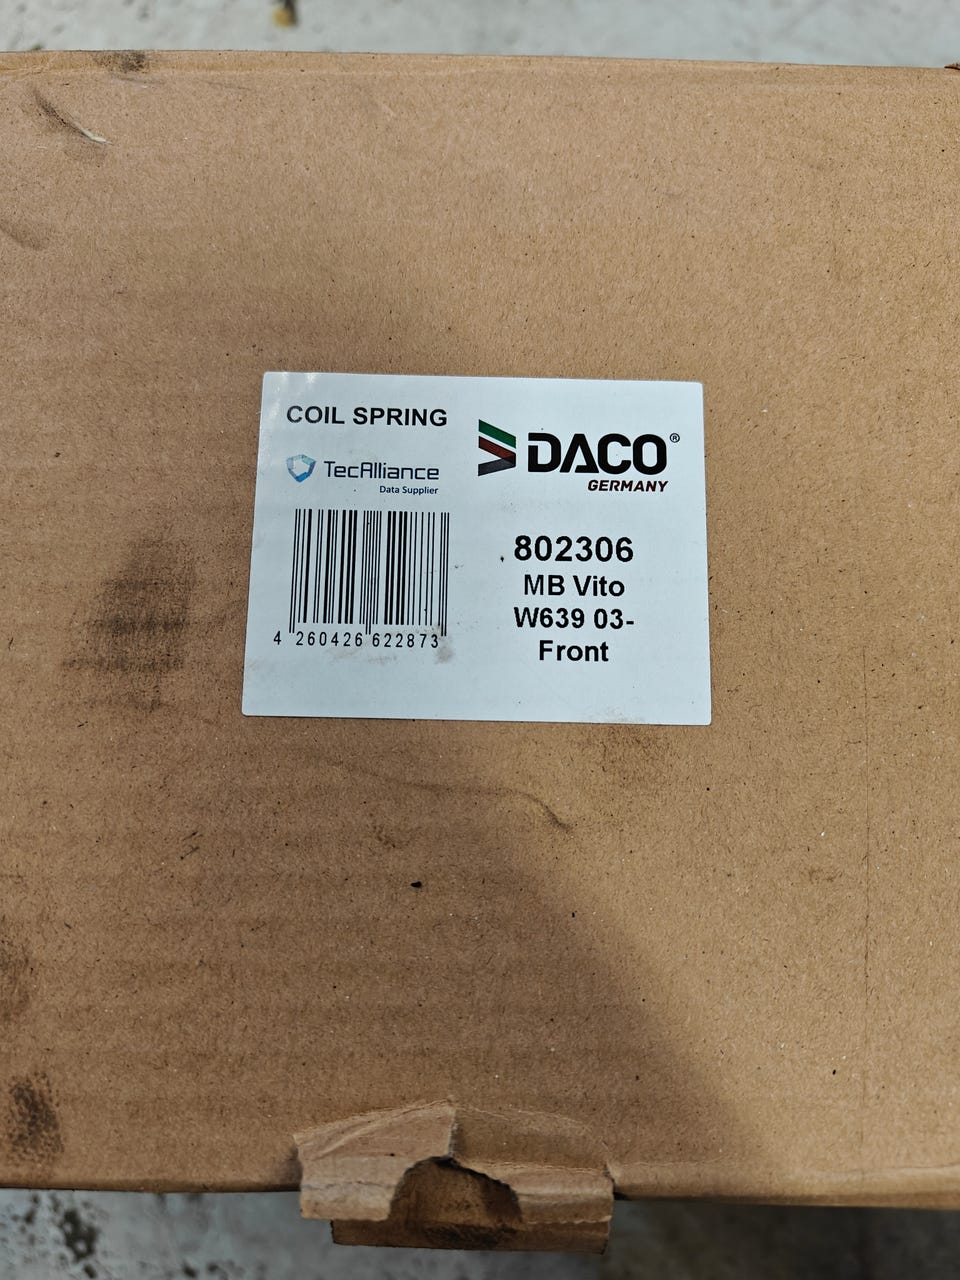 COIL SPRING
TecAlliance
Data Supplier
4 260426 622873
DACO®
GERMANY
802306
MB Vito
W639 03-
Front